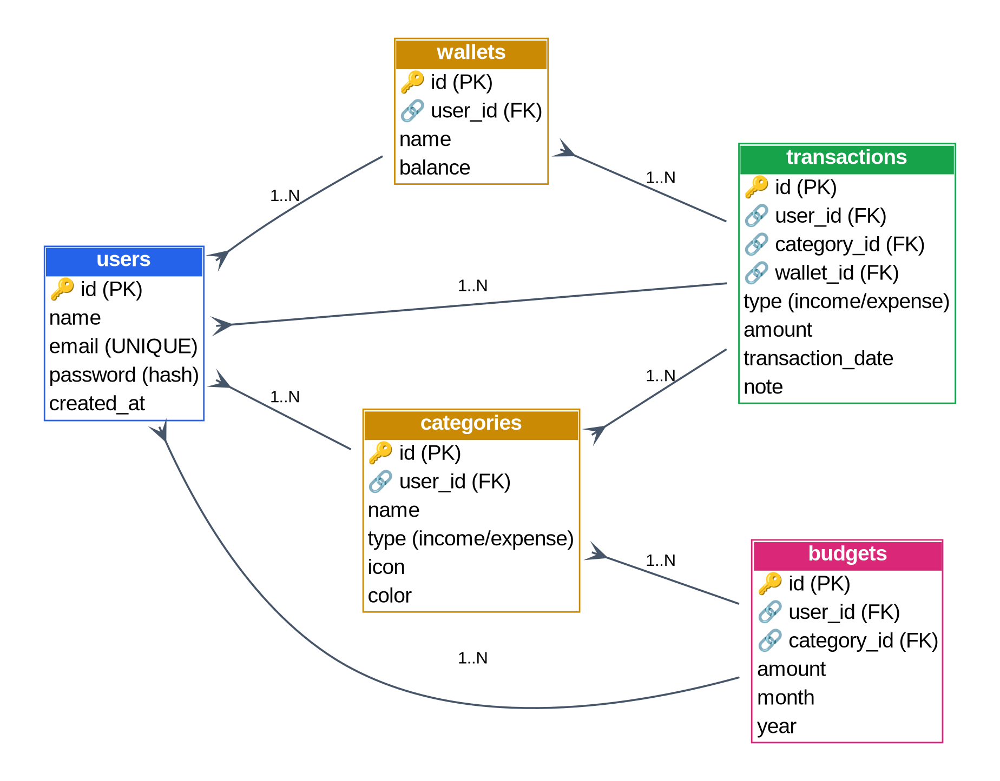 wallets
🔑 id (PK)
🔗 user_id (FK)
name
balance
transactions
🔑 id (PK)
🔗 user_id (FK)
🔗 category_id (FK)
🔗 wallet_id (FK)
type (income/expense)
amount
transaction_date
note
1..N
1..N
users
🔑 id (PK)
name
email (UNIQUE)
password (hash)
created_at
1..N
1..N
1..N
categories
🔑 id (PK)
🔗 user_id (FK)
name
type (income/expense)
icon
color
budgets
🔑 id (PK)
🔗 user_id (FK)
🔗 category_id (FK)
amount
month
year
1..N
1..N